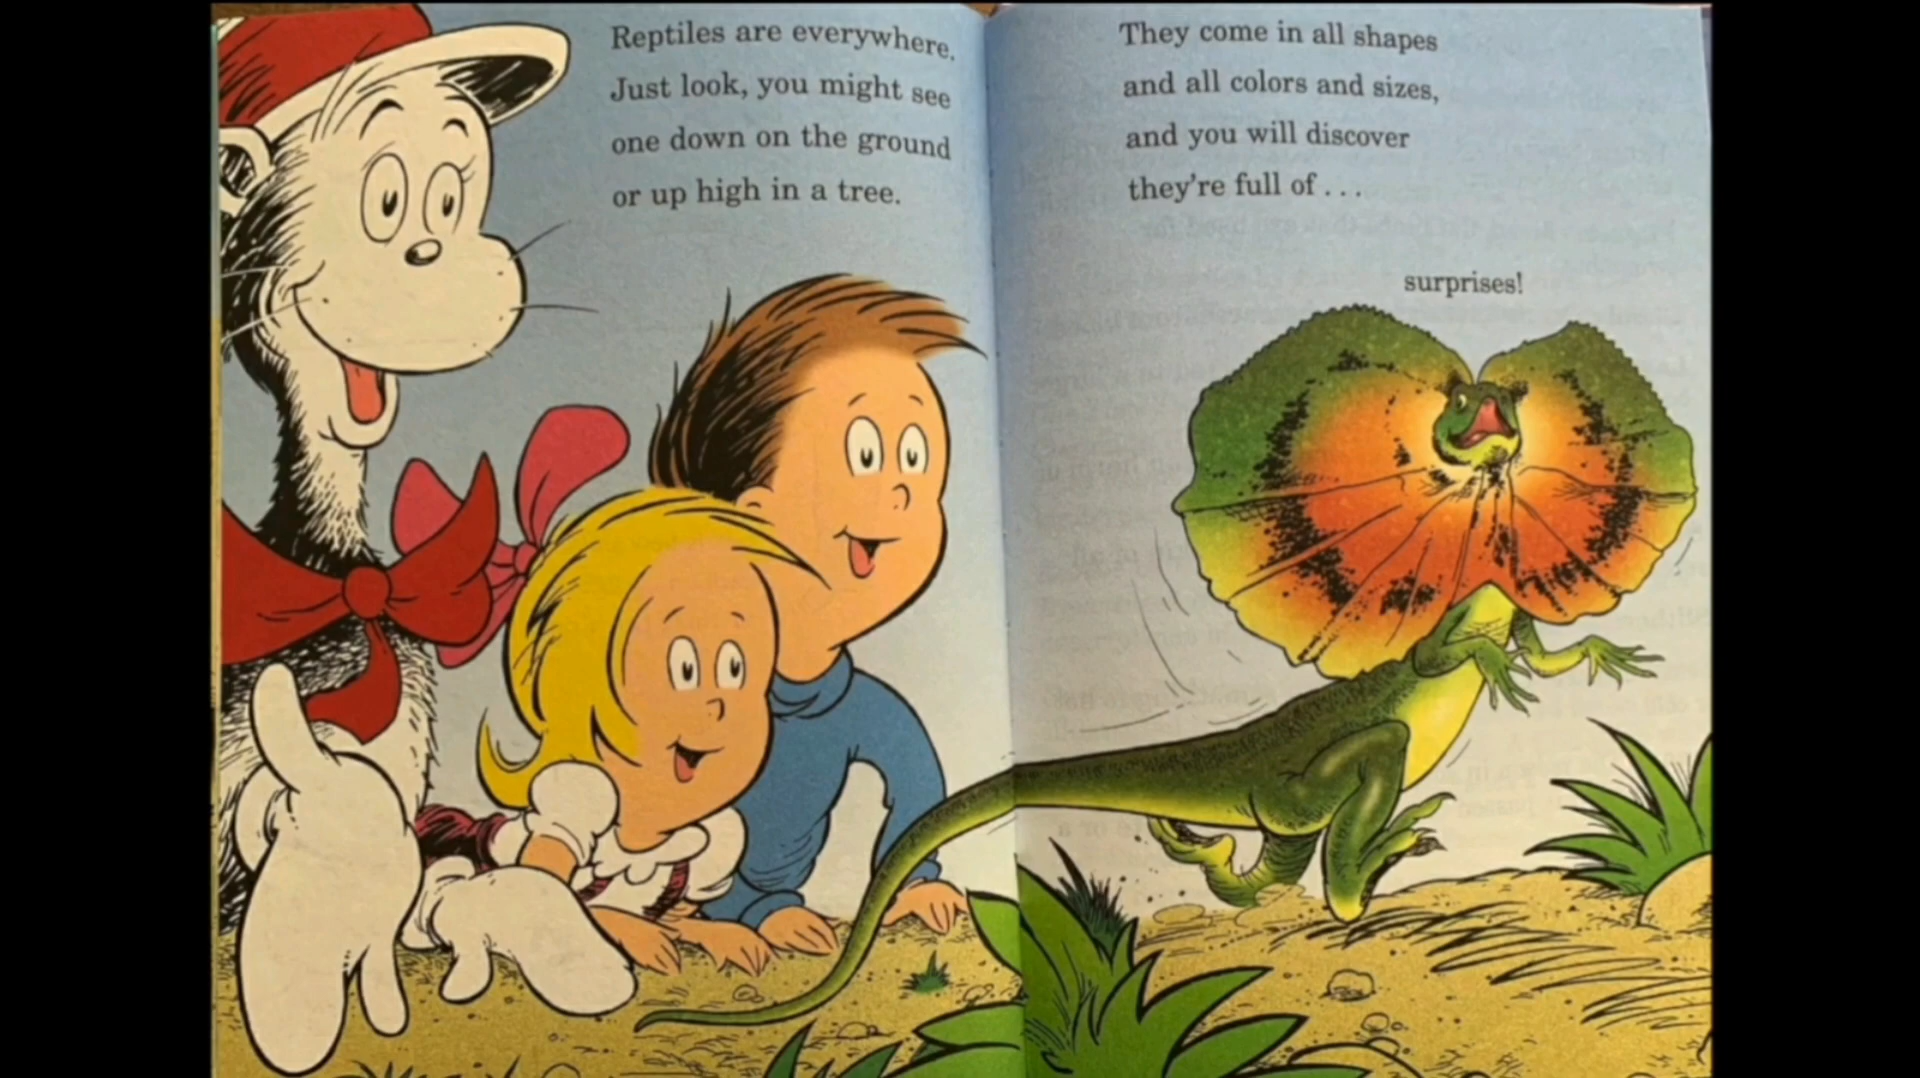 Reptiles are everywhere.
Just look, you might see
one down on the ground
or up high in a tree.
They come in all shapes
and all colors and sizes,
and you will discover
they're full of . . .
surprises!